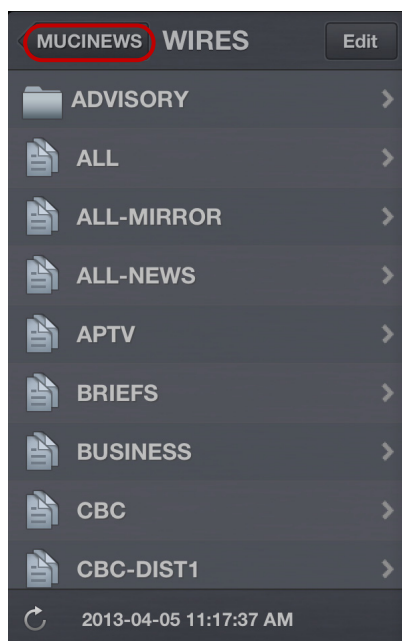 MUCINEWS WIRES Edit
ADVISORY
ALL
ALL-MIRROR
ALL-NEWS
APTV
BRIEFS
BUSINESS
CBC
CBC-DIST1
2013-04-05 11:17:37 AM